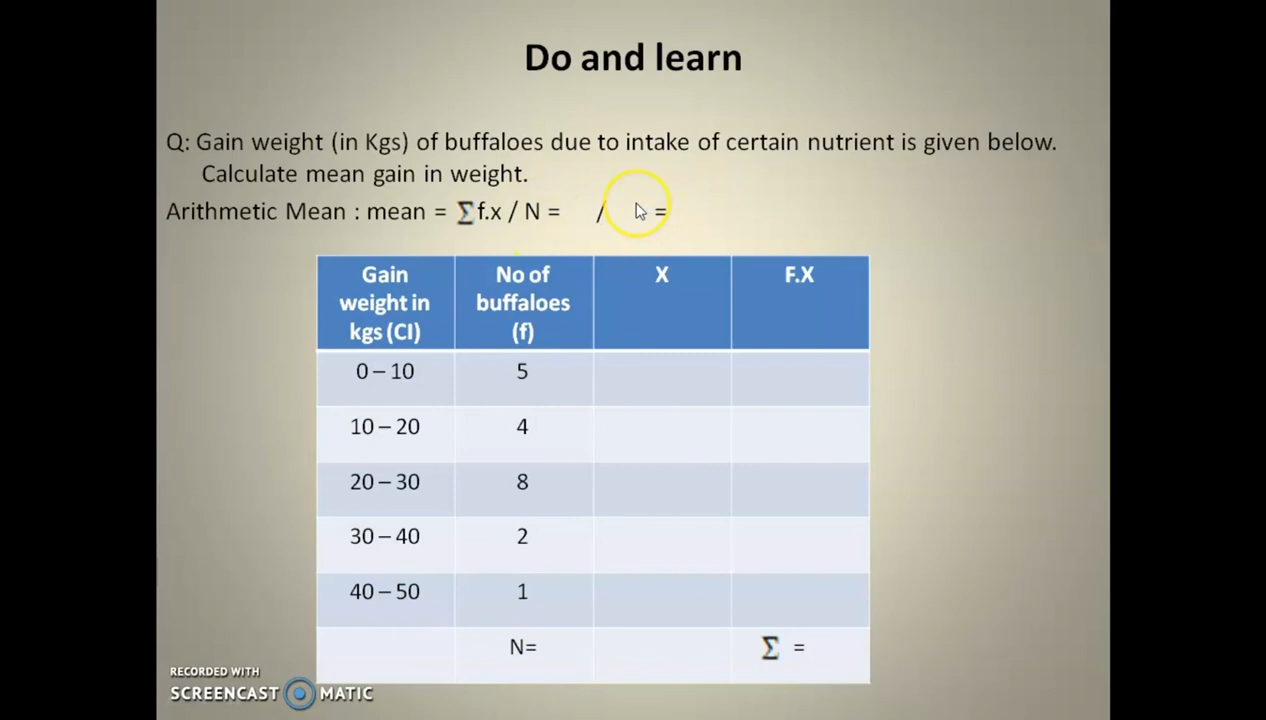 Do and learn
Q: Gain weight (in Kgs) of buffaloes due to intake of certain nutrient is given below.
Calculate mean gain in weight.
Arithmetic Mean : mean = Σf.x / N = / =
Gain weight in kgs (CI) No of buffaloes (f) X F.X
0 – 10 5
10 – 20 4
20 – 30 8
30 – 40 2
40 – 50 1
N= Σ =
RECORDED WITH
SCREENCAST MATIC